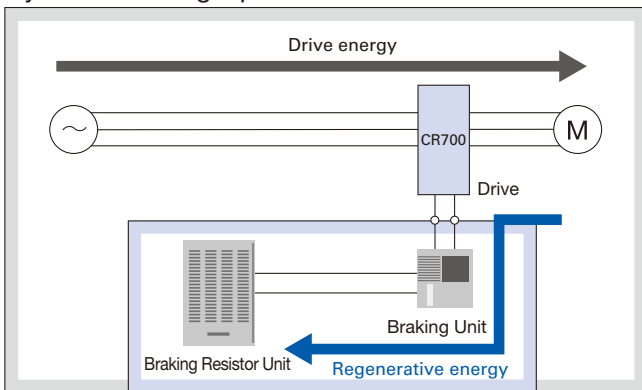 Drive energy
CR700
M
Drive
Braking Unit
Braking Resistor Unit
Regenerative energy